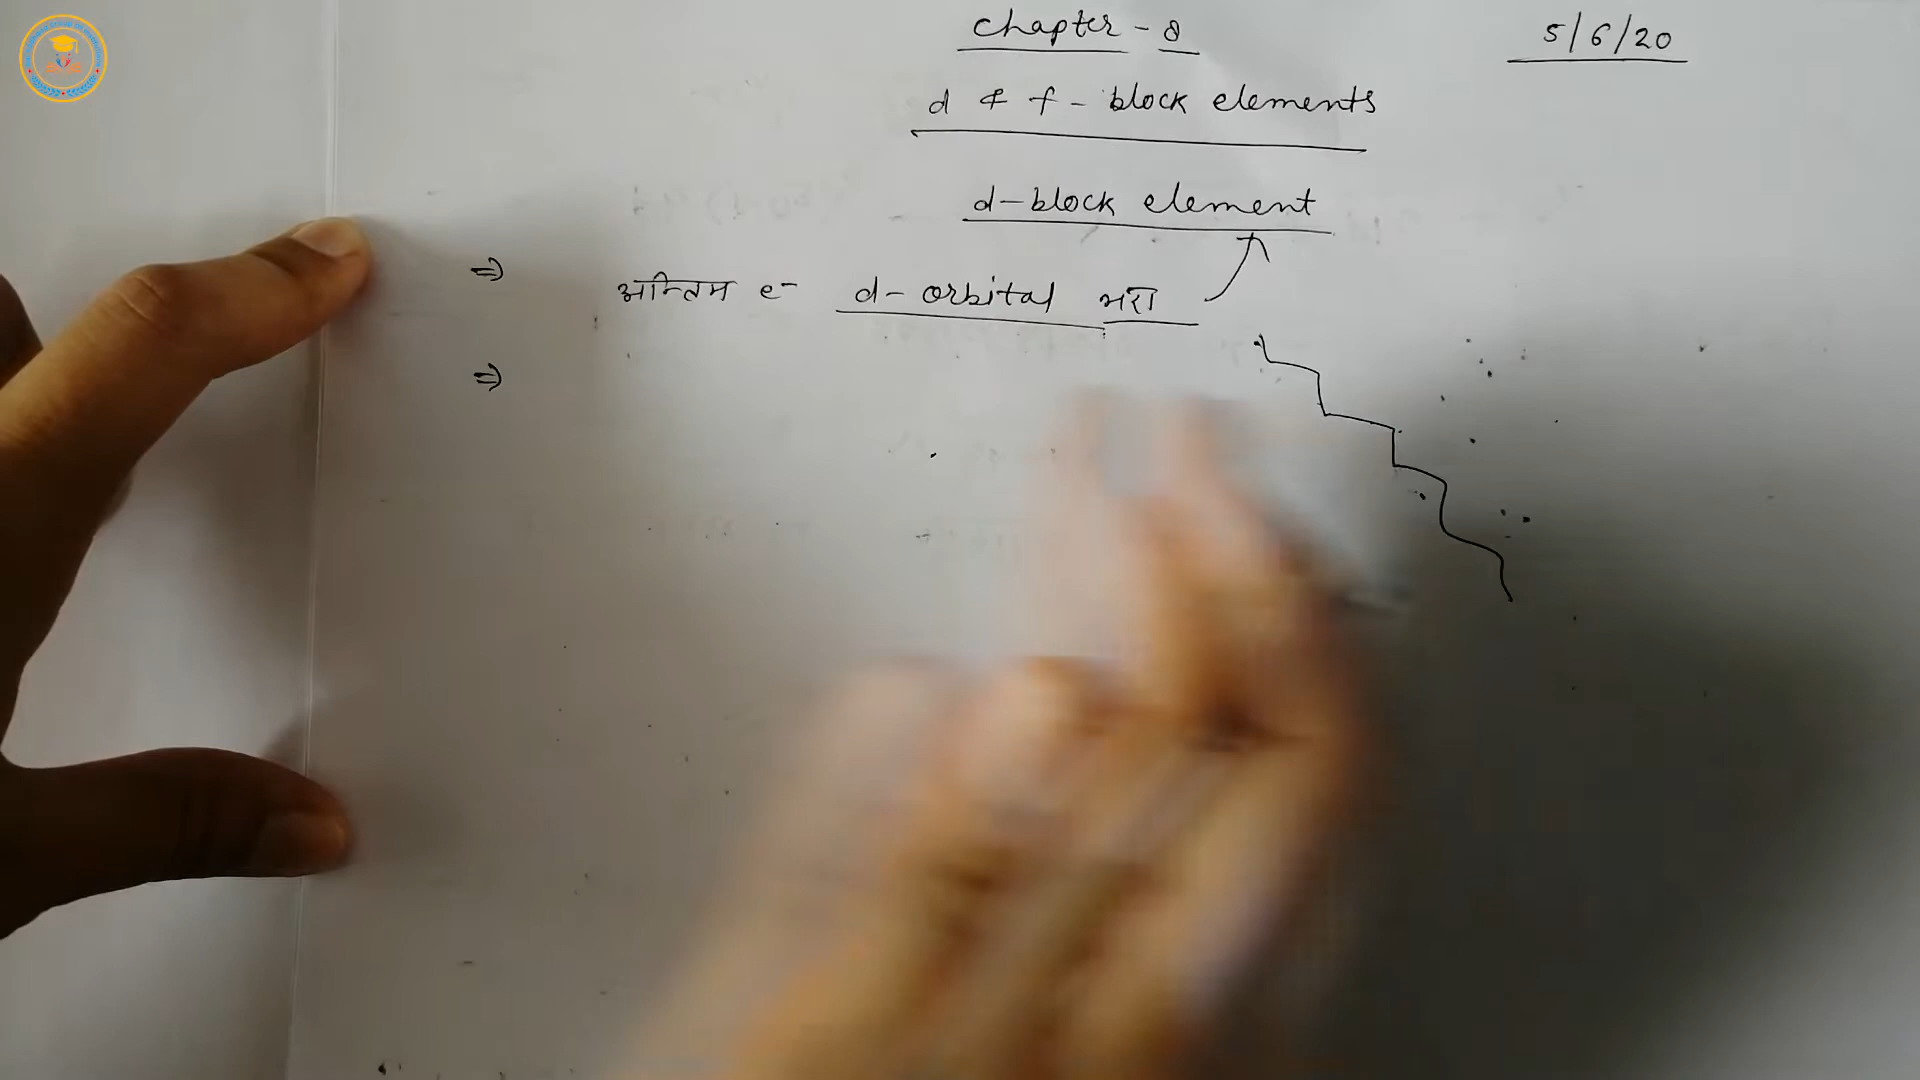 Chapter - 8
5/6/20
d & f - block elements
d-block element
⇒ अन्तिम e- d-orbital भरा
⇒